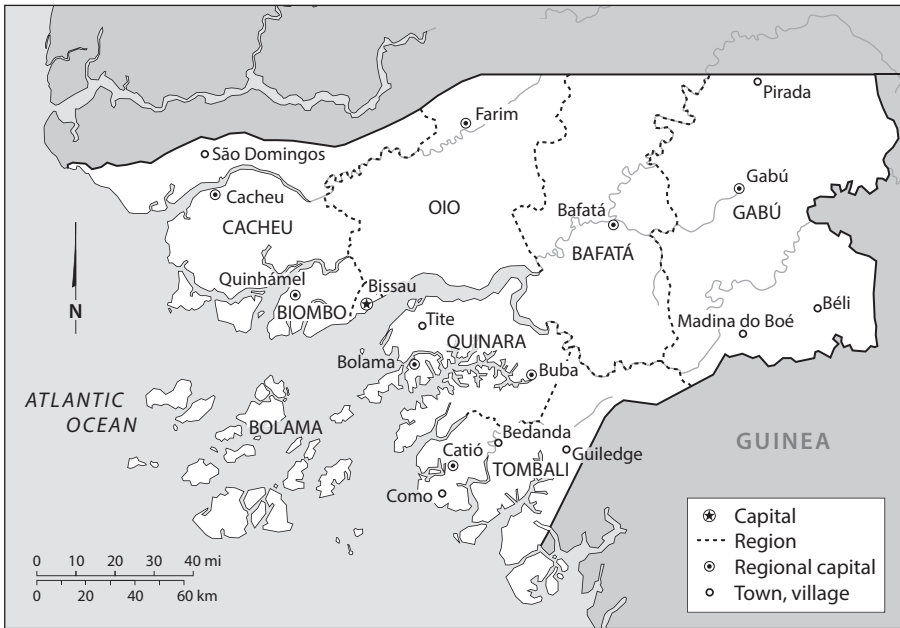 Pirada
Farim
São Domingos
Gabú
Cacheu
OIO
Bafatá
GABÚ
CACHEU
BAFATÁ
Quinhámel
Bissau
N
BIOMBO
Béli
Tite
Madina do Boé
QUINARA
Bolama
Buba
ATLANTIC
OCEAN
BOLAMA
Bedanda
GUINEA
Catió
Guiledge
TOMBALI
Como
Capital
Region
Regional capital
Town, village
0 10 20 30 40 mi
0 20 40 60 km